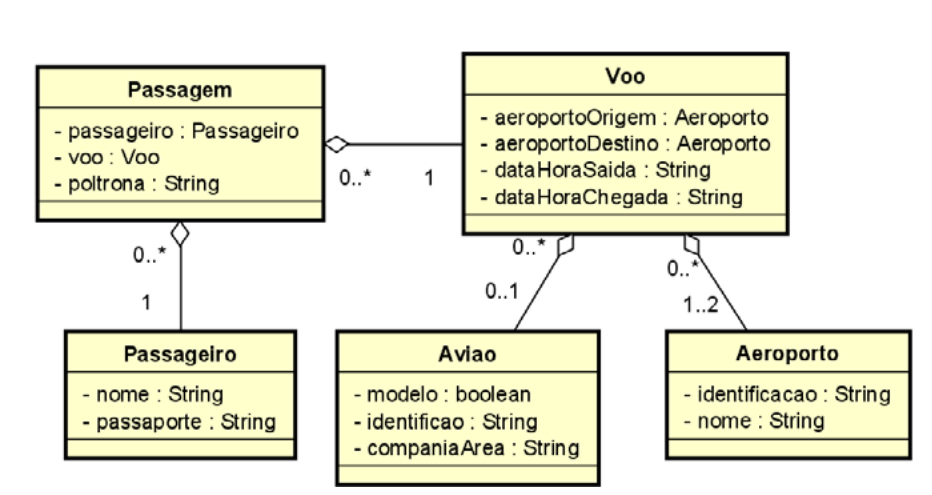 Passagem
- passageiro : Passageiro
- voo : Voo
- poltrona : String
0..*
1
Voo
- aeroportoOrigem : Aeroporto
- aeroportoDestino : Aeroporto
- dataHoraSaida : String
- dataHoraChegada : String
0..*
1
0..*
0..1
0..*
1..2
Passageiro
- nome : String
- passaporte : String
Aviao
- modelo : boolean
- identificao : String
- companiaArea : String
Aeroporto
- identificacao : String
- nome : String